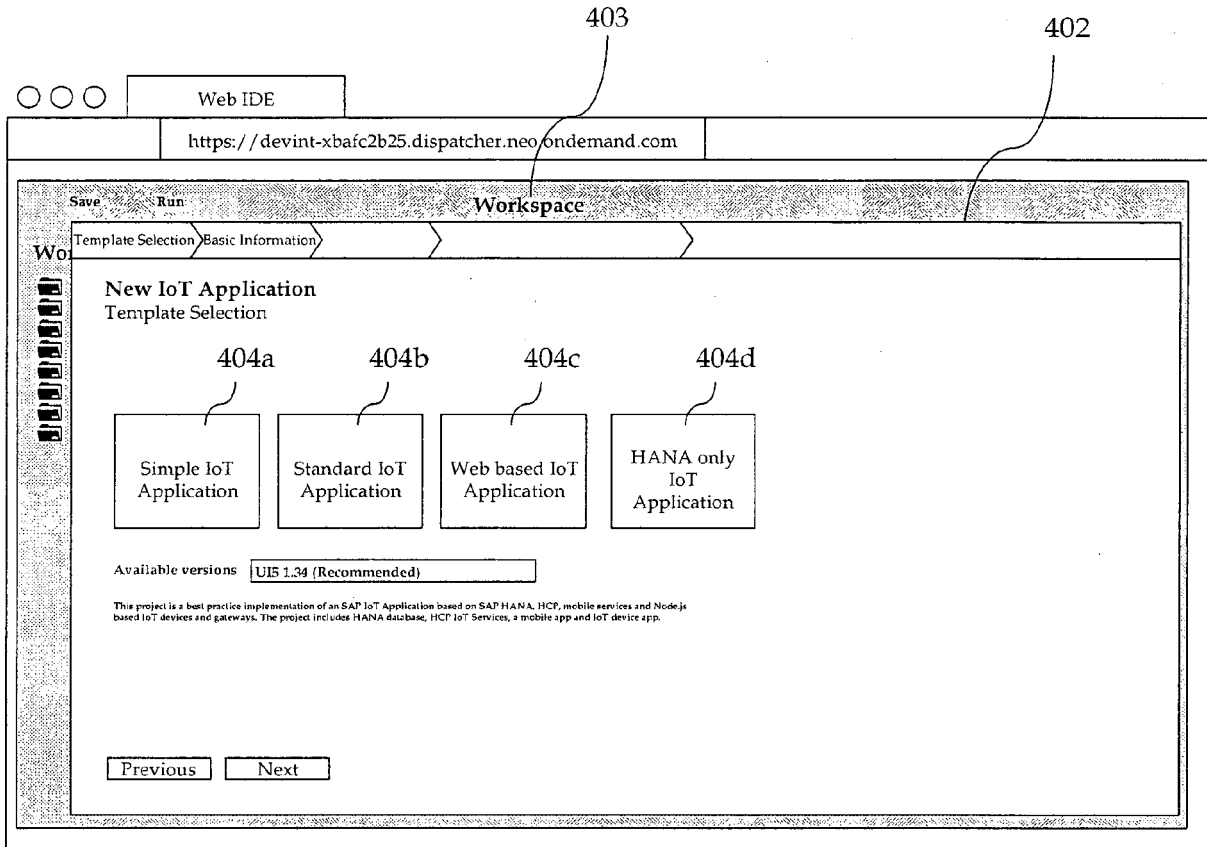 403
402
Web IDE
https://devint-xbafc2b25.dispatcher.neo.ondemand.com
Save Run
Workspace
Template Selection Basic Information
Wor
New IoT Application
Template Selection
404a 404b 404c 404d
Simple IoT
Application
Standard IoT
Application
Web based IoT
Application
HANA only
IoT
Application
Available versions UI5 1.34 (Recommended)
This project is a best practice implementation of an SAP IoT Application based on SAP HANA, HCP, mobile services and Node.js
based IoT devices and gateways. The project includes HANA database, HCP IoT Services, a mobile app and IoT device app.
Previous Next